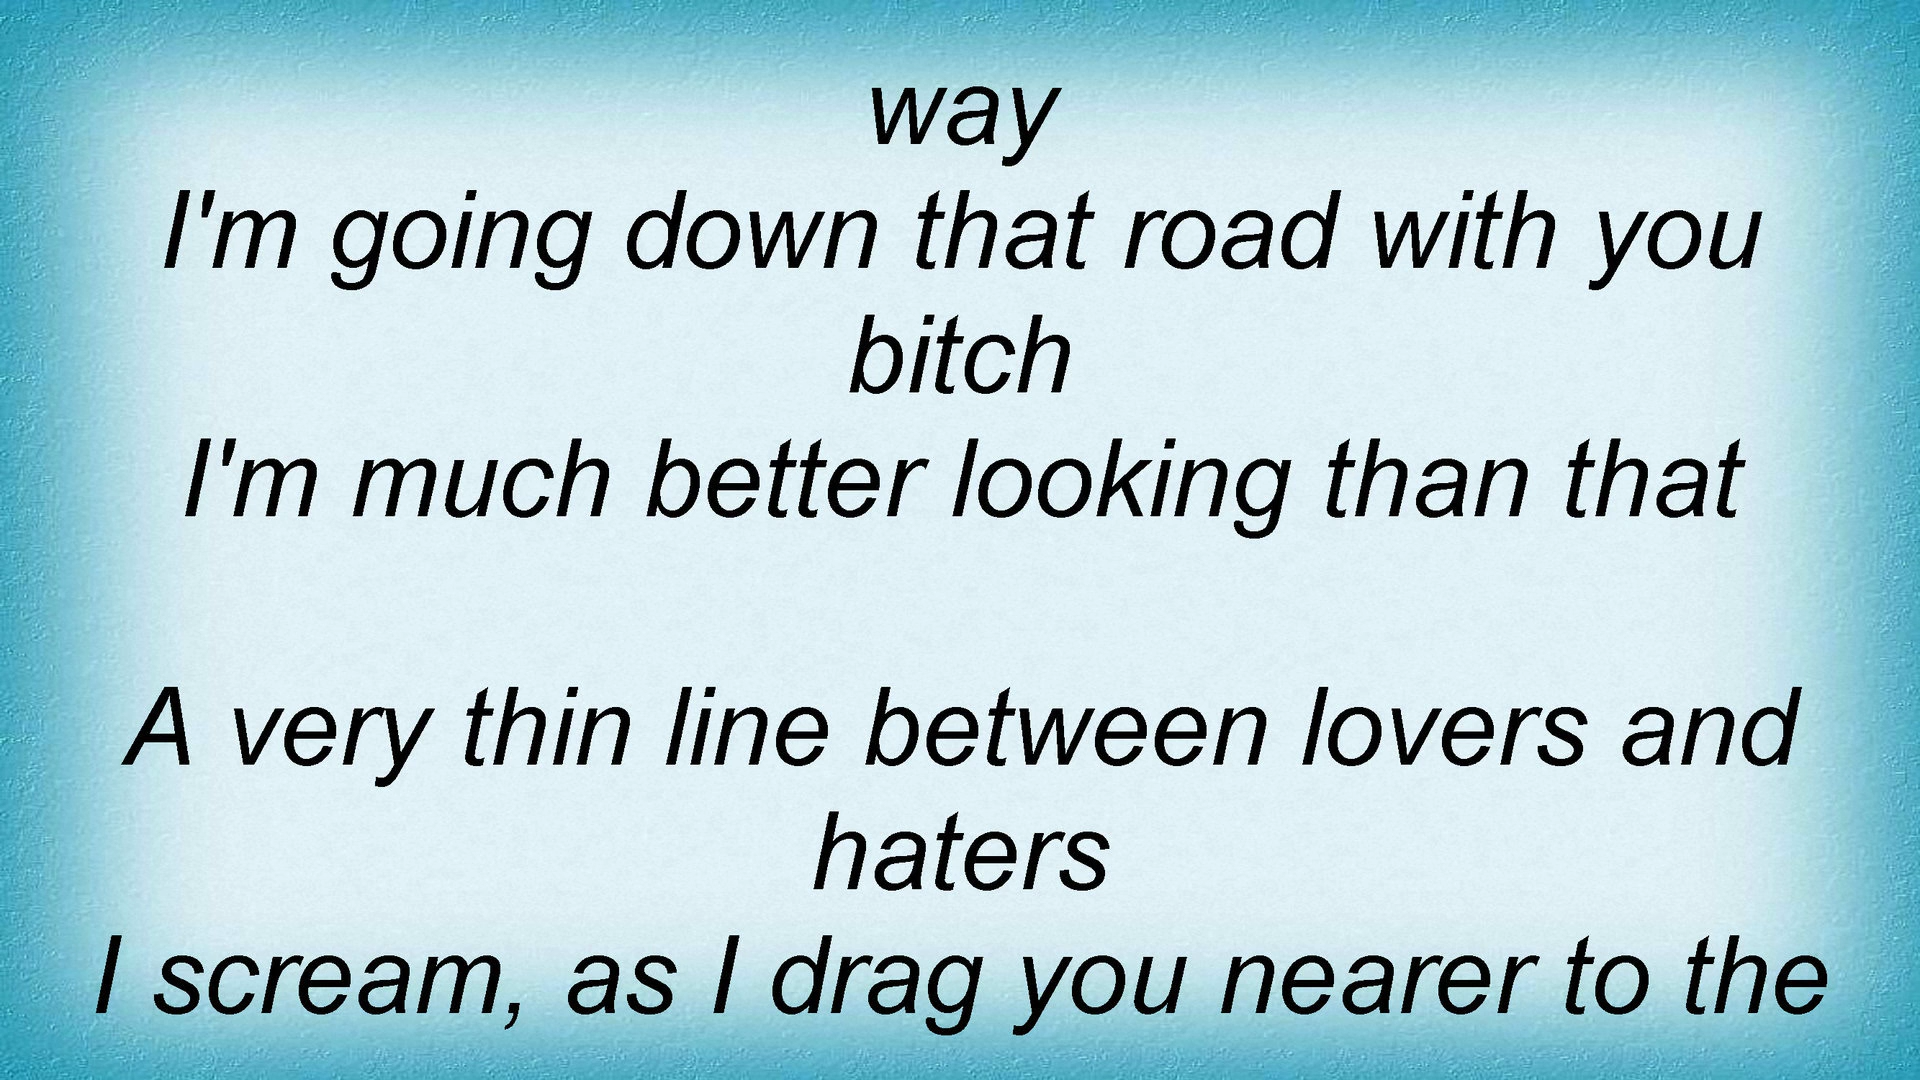 way
I'm going down that road with you
bitch
I'm much better looking than that

A very thin line between lovers and
haters
I scream, as I drag you nearer to the